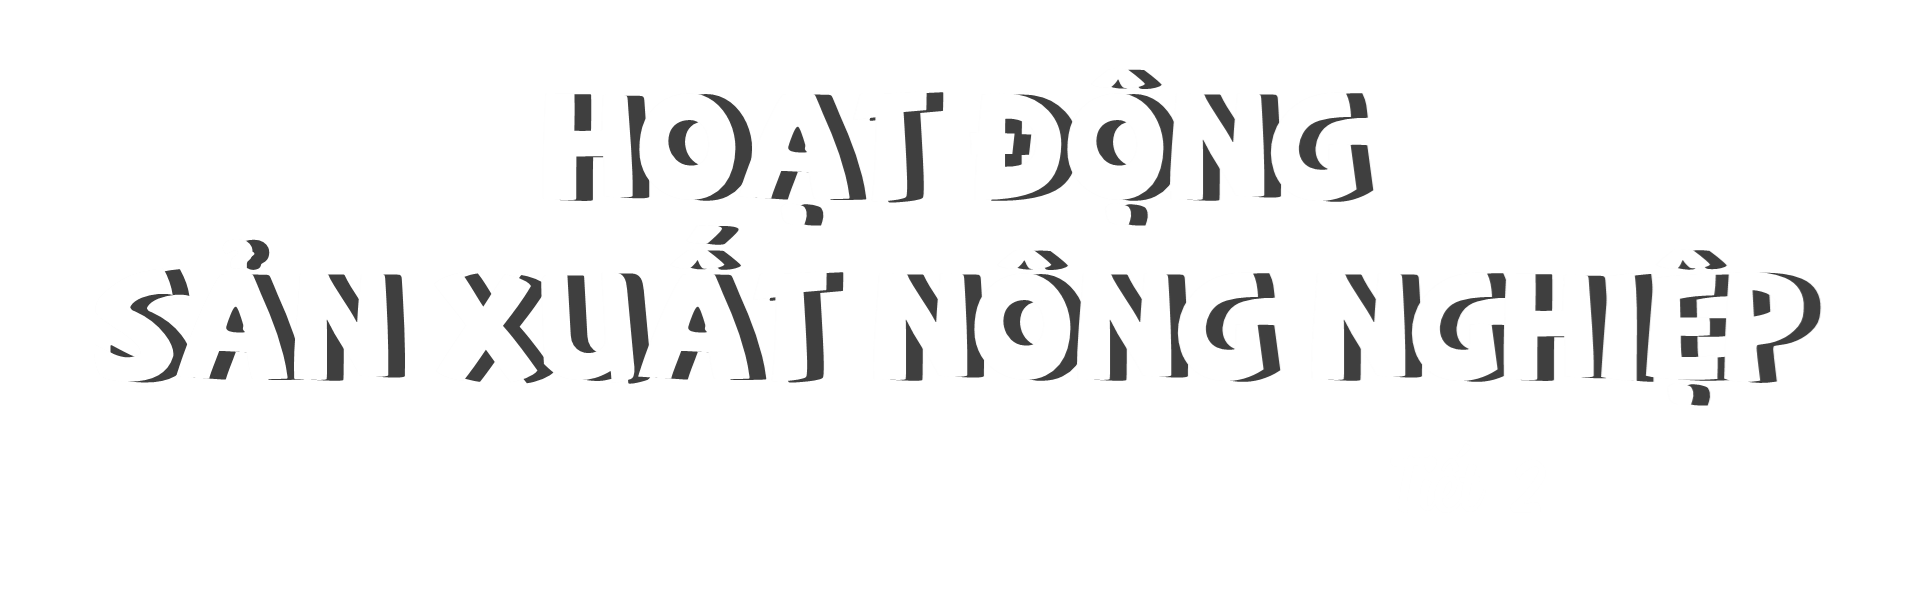 HOẠT ĐỘNG
SẢN XUẤT NÔNG NGHIỆP